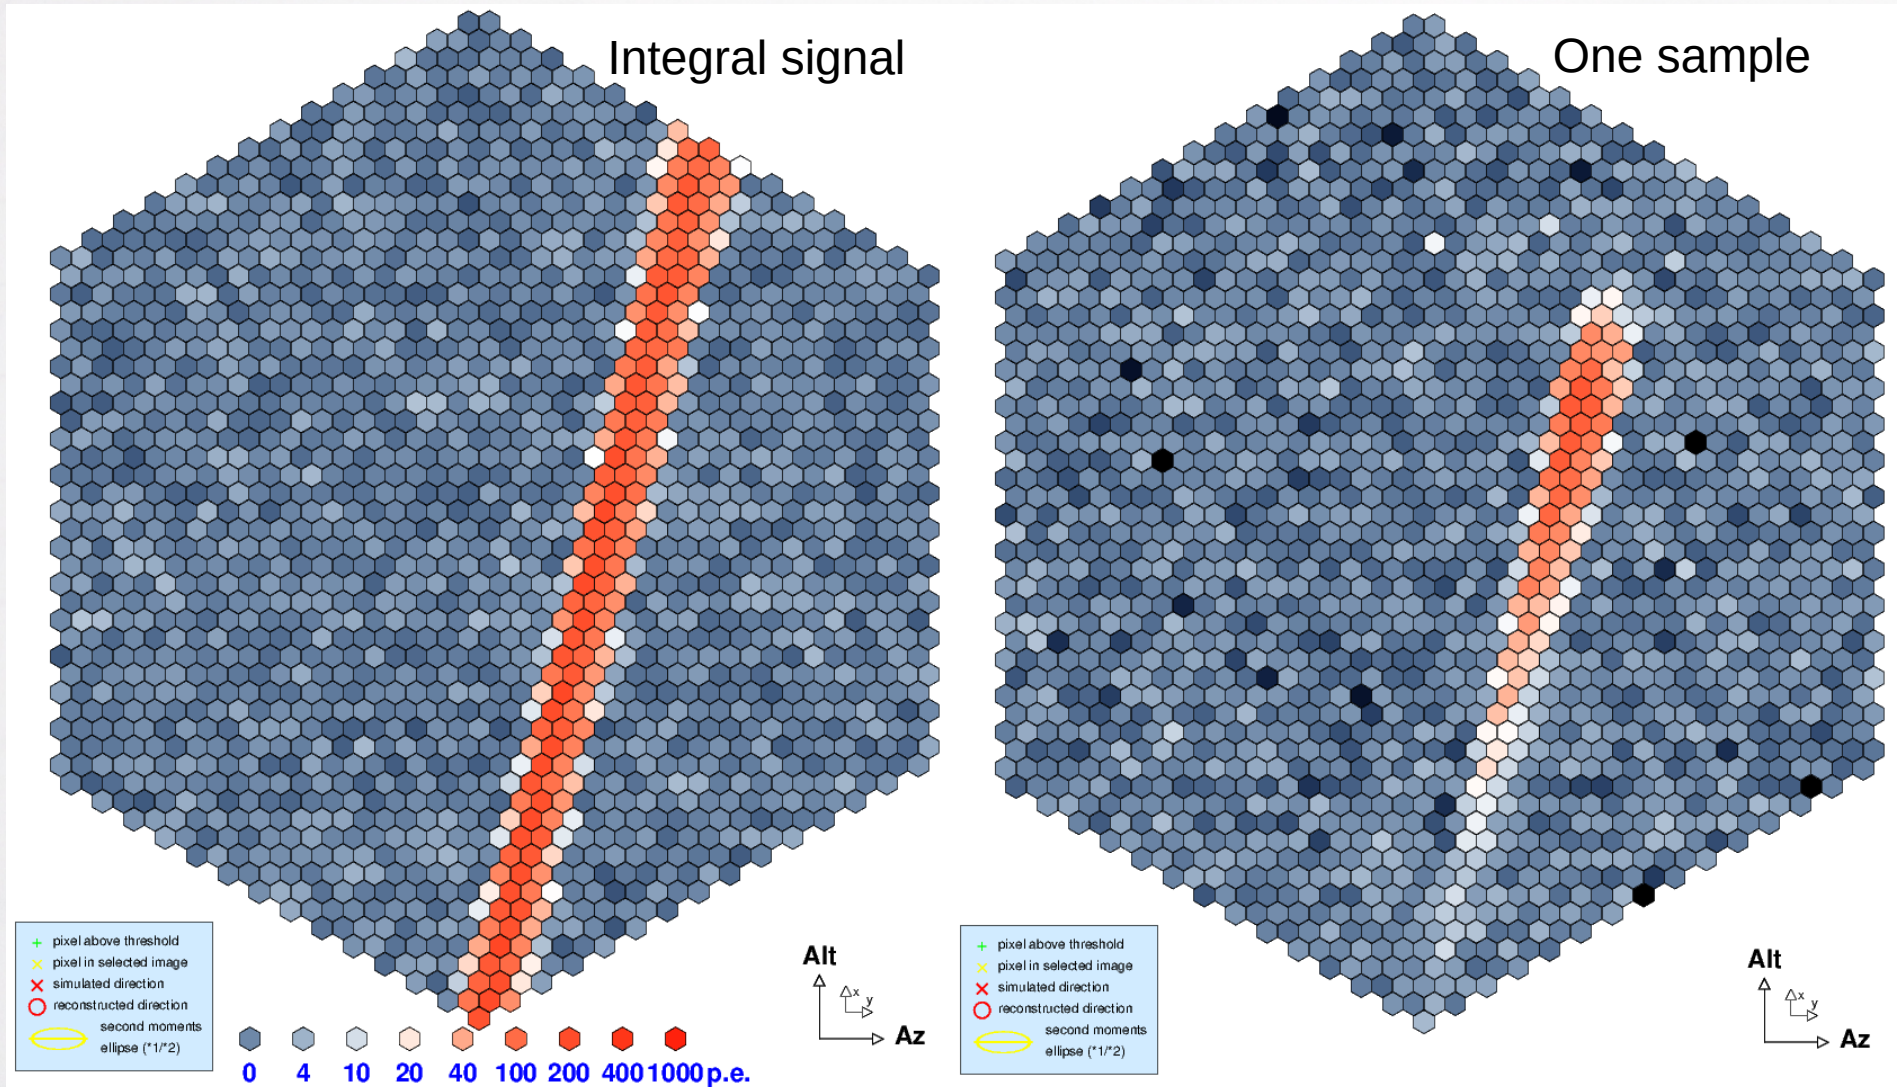 Integral signal
One sample
pixel above threshold
pixel in selected image
simulated direction
reconstructed direction
second moments
ellipse (*1/*2)
0 4 10 20 40 100 200 400 1000 p.e.
Alt
x
y
Az
pixel above threshold
pixel in selected image
simulated direction
reconstructed direction
second moments
ellipse (*1/*2)
Alt
x
y
Az